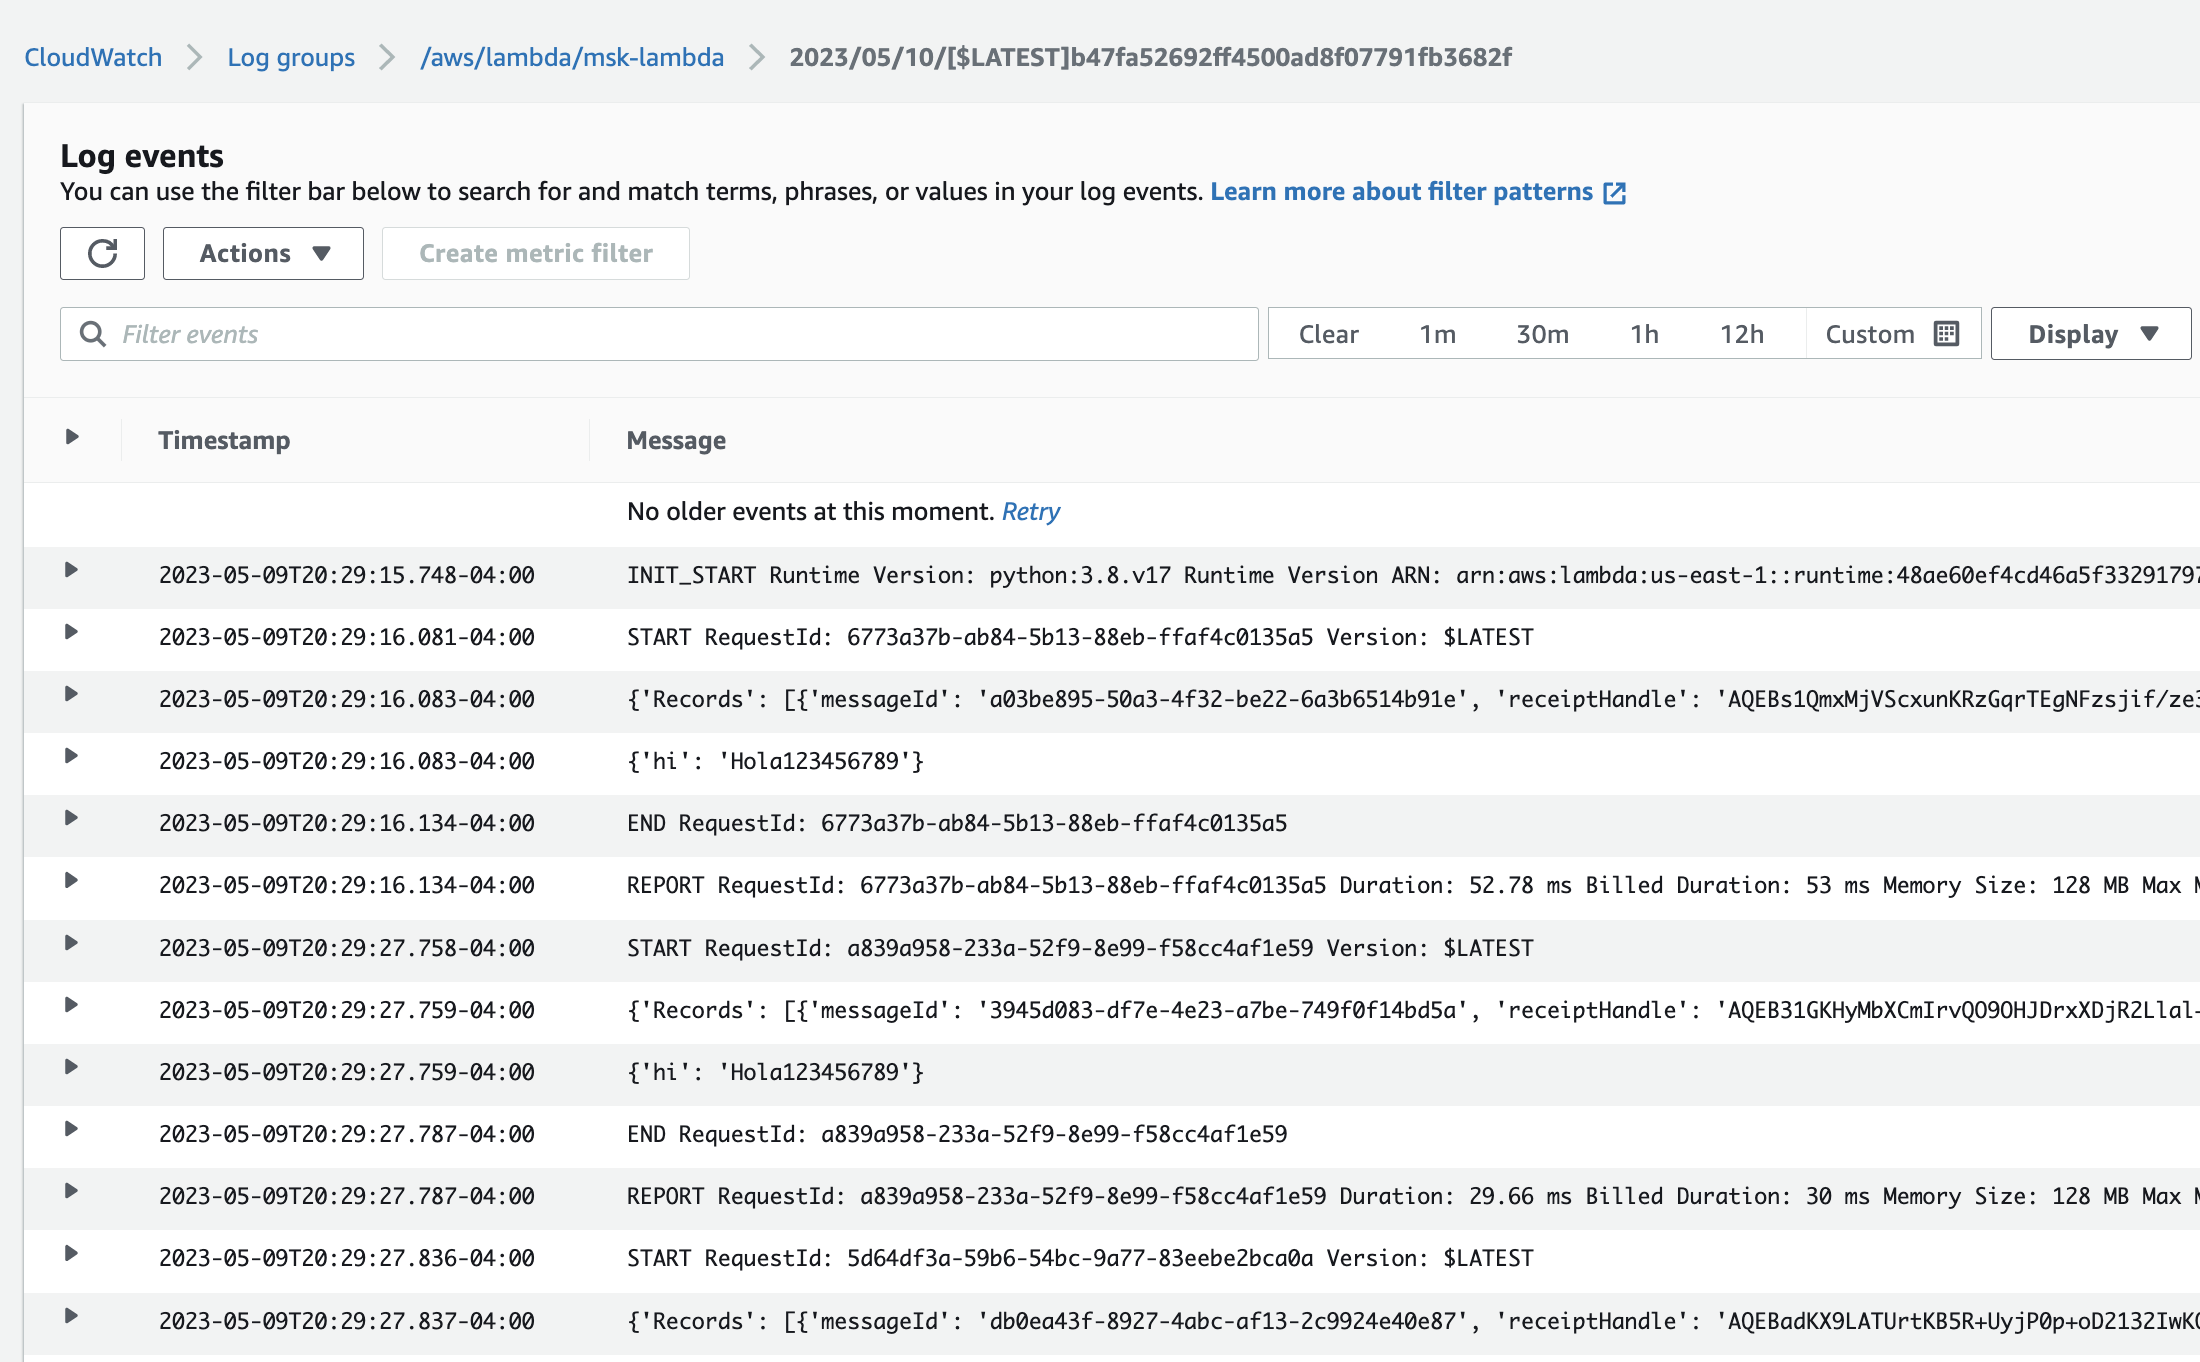 CloudWatch > Log groups > /aws/lambda/msk-lambda > 2023/05/10/[$LATEST]b47fa52692ff4500ad8f07791fb3682f
Log events
You can use the filter bar below to search for and match terms, phrases, or values in your log events. Learn more about filter patterns
Actions Create metric filter
Filter events Clear 1m 30m 1h 12h Custom Display
Timestamp Message
No older events at this moment. Retry
2023-05-09T20:29:15.748-04:00 INIT_START Runtime Version: python:3.8.v17 Runtime Version ARN: arn:aws:lambda:us-east-1::runtime:48ae60ef4cd46a5f3329179
2023-05-09T20:29:16.081-04:00 START RequestId: 6773a37b-ab84-5b13-88eb-ffaf4c0135a5 Version: $LATEST
2023-05-09T20:29:16.083-04:00 {'Records': [{'messageId': 'a03be895-50a3-4f32-be22-6a3b6514b91e', 'receiptHandle': 'AQEBs1QmxMjVScxunKRzGqrTEgNFzsjif/ze3
2023-05-09T20:29:16.083-04:00 {'hi': 'Hola123456789'}
2023-05-09T20:29:16.134-04:00 END RequestId: 6773a37b-ab84-5b13-88eb-ffaf4c0135a5
2023-05-09T20:29:16.134-04:00 REPORT RequestId: 6773a37b-ab84-5b13-88eb-ffaf4c0135a5 Duration: 52.78 ms Billed Duration: 53 ms Memory Size: 128 MB Max M
2023-05-09T20:29:27.758-04:00 START RequestId: a839a958-233a-52f9-8e99-f58cc4af1e59 Version: $LATEST
2023-05-09T20:29:27.759-04:00 {'Records': [{'messageId': '3945d083-df7e-4e23-a7be-749f0f14bd5a', 'receiptHandle': 'AQEB31GKHyMbXCmIrvQO9OHJDrxXDjR2Llal-
2023-05-09T20:29:27.759-04:00 {'hi': 'Hola123456789'}
2023-05-09T20:29:27.787-04:00 END RequestId: a839a958-233a-52f9-8e99-f58cc4af1e59
2023-05-09T20:29:27.787-04:00 REPORT RequestId: a839a958-233a-52f9-8e99-f58cc4af1e59 Duration: 29.66 ms Billed Duration: 30 ms Memory Size: 128 MB Max M
2023-05-09T20:29:27.836-04:00 START RequestId: 5d64df3a-59b6-54bc-9a77-83eebe2bca0a Version: $LATEST
2023-05-09T20:29:27.837-04:00 {'Records': [{'messageId': 'db0ea43f-8927-4abc-af13-2c9924e40e87', 'receiptHandle': 'AQEBadKX9LATUrtKB5R+UyjP0p+oD2132IwK